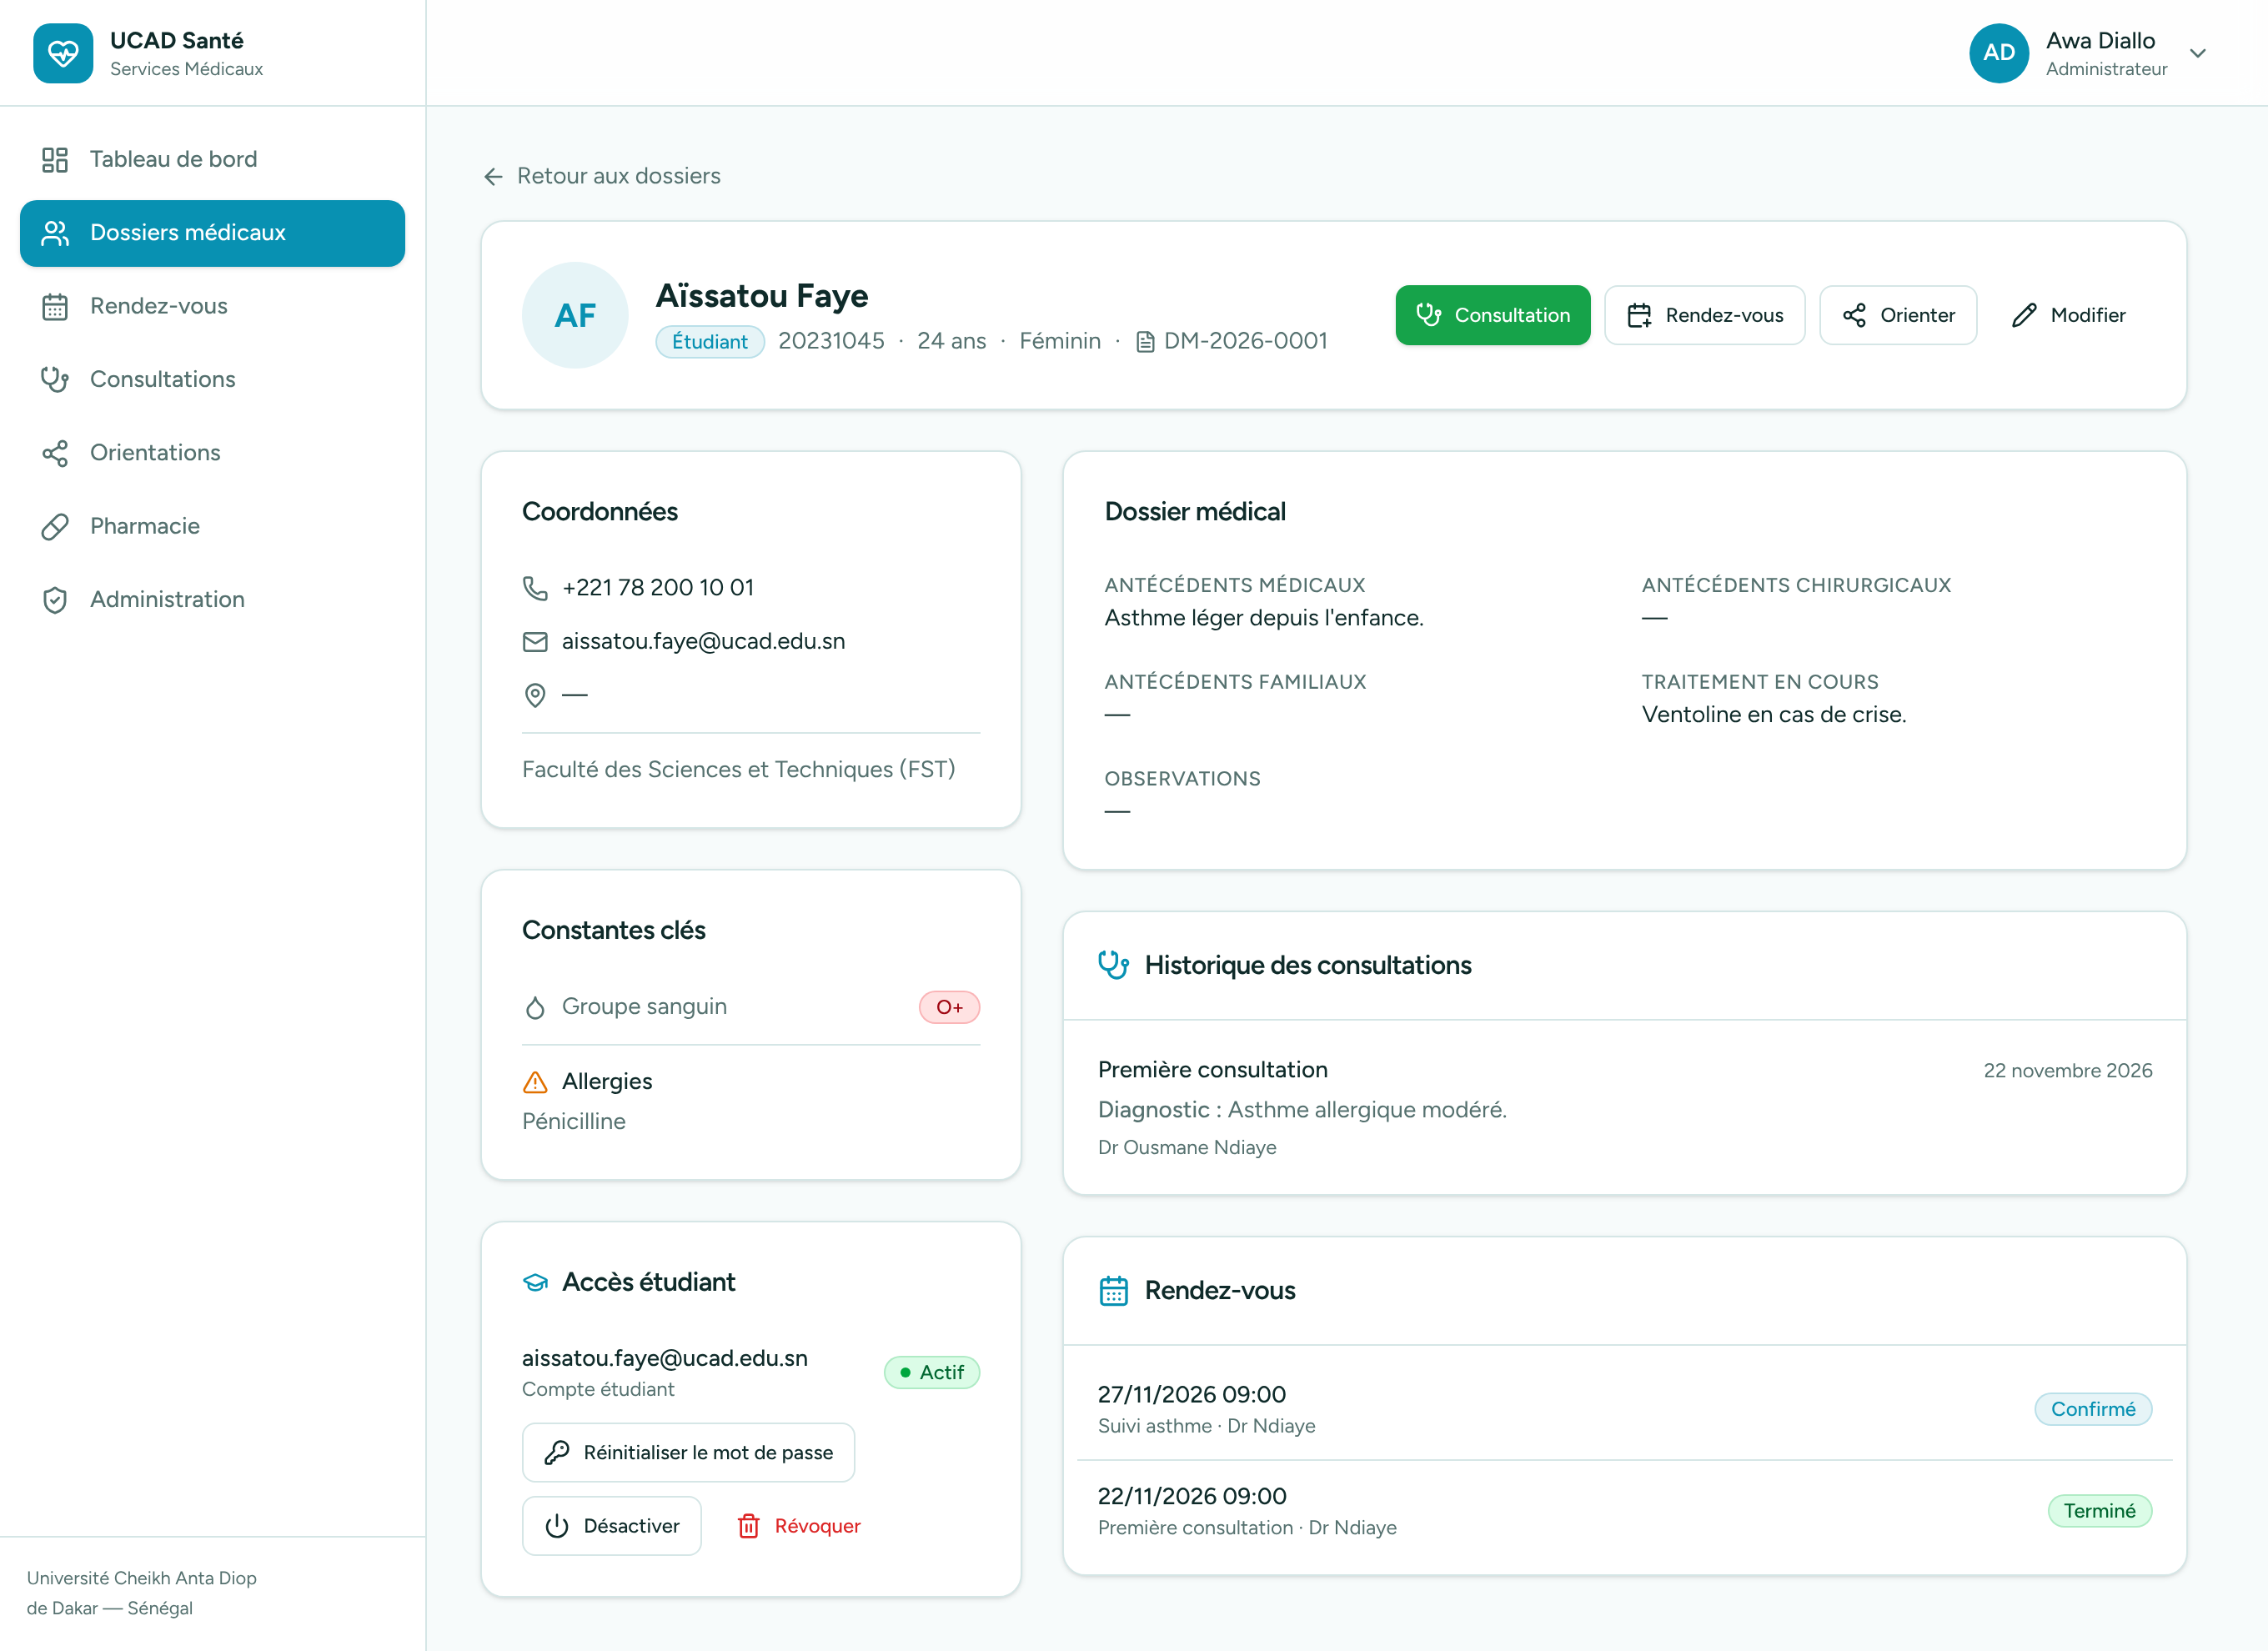 UCAD Santé
Services Médicaux
AD
Awa Diallo
Administrateur
Tableau de bord
Dossiers médicaux
Rendez-vous
Consultations
Orientations
Pharmacie
Administration
Université Cheikh Anta Diop
de Dakar — Sénégal
Retour aux dossiers
AF
Aïssatou Faye
Étudiant 20231045 · 24 ans · Féminin · DM-2026-0001
Consultation
Rendez-vous
Orienter
Modifier
Coordonnées
+221 78 200 10 01
aissatou.faye@ucad.edu.sn
—
Faculté des Sciences et Techniques (FST)
Constantes clés
Groupe sanguin O+
Allergies
Pénicilline
Accès étudiant
aissatou.faye@ucad.edu.sn
Compte étudiant
Actif
Réinitialiser le mot de passe
Désactiver
Révoquer
Dossier médical
ANTÉCÉDENTS MÉDICAUX
Asthme léger depuis l'enfance.
ANTÉCÉDENTS CHIRURGICAUX
—
ANTÉCÉDENTS FAMILIAUX
—
TRAITEMENT EN COURS
Ventoline en cas de crise.
OBSERVATIONS
—
Historique des consultations
Première consultation
22 novembre 2026
Diagnostic : Asthme allergique modéré.
Dr Ousmane Ndiaye
Rendez-vous
27/11/2026 09:00
Suivi asthme · Dr Ndiaye
Confirmé
22/11/2026 09:00
Première consultation · Dr Ndiaye
Terminé